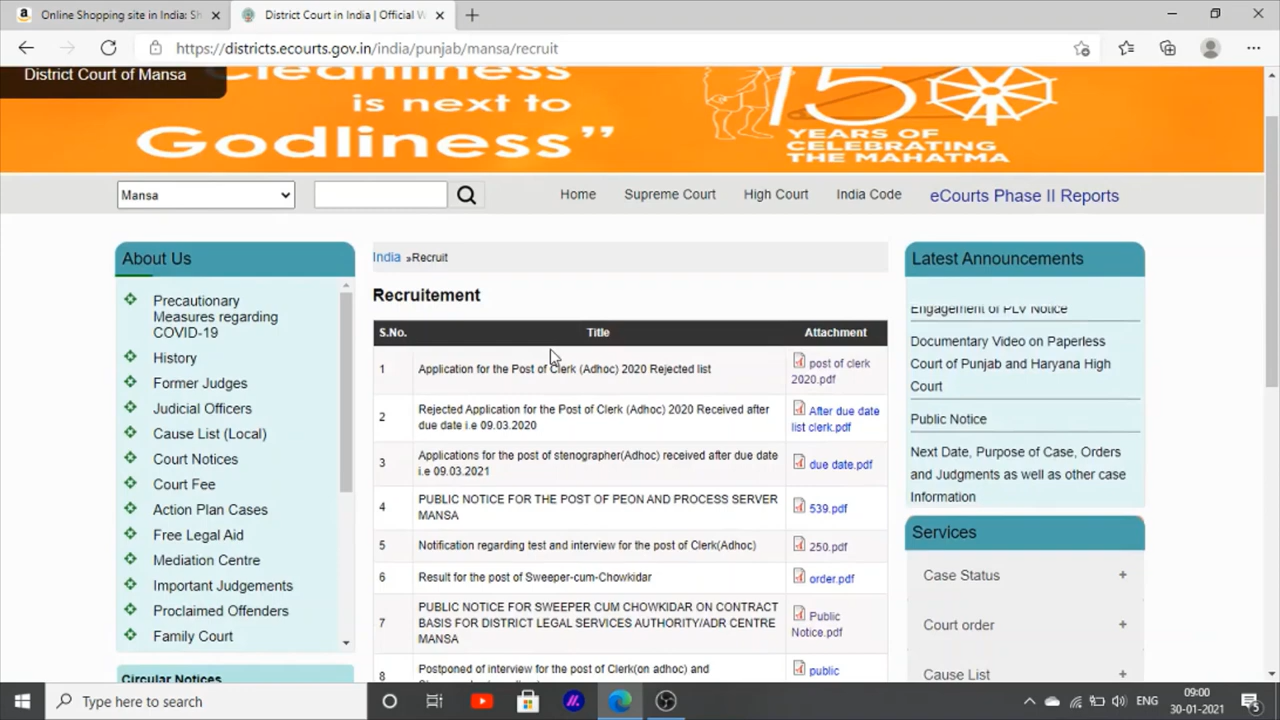 Online Shopping site in India: Sh
District Court in India | Official W
https://districts.ecourts.gov.in/india/punjab/mansa/recruit
District Court of Mansa
Cleanliness
is next to
Godliness”
150
YEARS OF
CELEBRATING
THE MAHATMA
Mansa
Home
Supreme Court
High Court
India Code
eCourts Phase II Reports
About Us
Precautionary
Measures regarding
COVID-19
History
Former Judges
Judicial Officers
Cause List (Local)
Court Notices
Court Fee
Action Plan Cases
Free Legal Aid
Mediation Centre
Important Judgements
Proclaimed Offenders
Family Court
Circular Notices
India »Recruit
Recruitement
S.No. Title Attachment
1 Application for the Post of Clerk (Adhoc) 2020 Rejected list post of clerk
2020.pdf
2 Rejected Application for the Post of Clerk (Adhoc) 2020 Received after
due date i.e 09.03.2020
After due date
list clerk.pdf
3 Applications for the post of stenographer(Adhoc) received after due date
i.e 09.03.2021
due date.pdf
4 PUBLIC NOTICE FOR THE POST OF PEON AND PROCESS SERVER
MANSA
539.pdf
5 Notification regarding test and interview for the post of Clerk(Adhoc) 250.pdf
6 Result for the post of Sweeper-cum-Chowkidar order.pdf
7 PUBLIC NOTICE FOR SWEEPER CUM CHOWKIDAR ON CONTRACT
BASIS FOR DISTRICT LEGAL SERVICES AUTHORITY/ADR CENTRE
MANSA
Public
Notice.pdf
8 Postponed of interview for the post of Clerk(on adhoc) and
public
Latest Announcements
Engagement of PLV Notice
Documentary Video on Paperless
Court of Punjab and Haryana High
Court
Public Notice
Next Date, Purpose of Case, Orders
and Judgments as well as other case
Information
Services
Case Status +
Court order +
Cause List +
Type here to search
ENG
09:00
30-01-2021
5